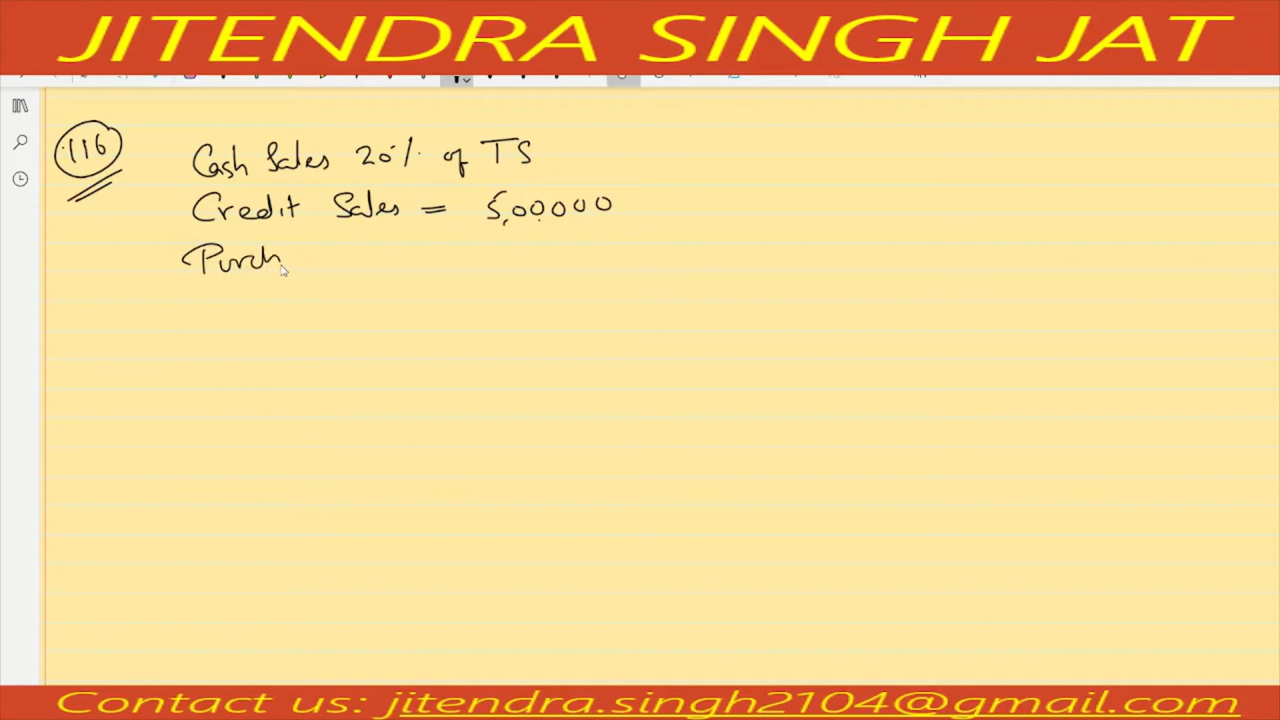 JITENDRA SINGH JAT
116
Cash Sales 20% of TS
Credit Sales = 5,00000
Purch
Contact us: jitendra.singh2104@gmail.com